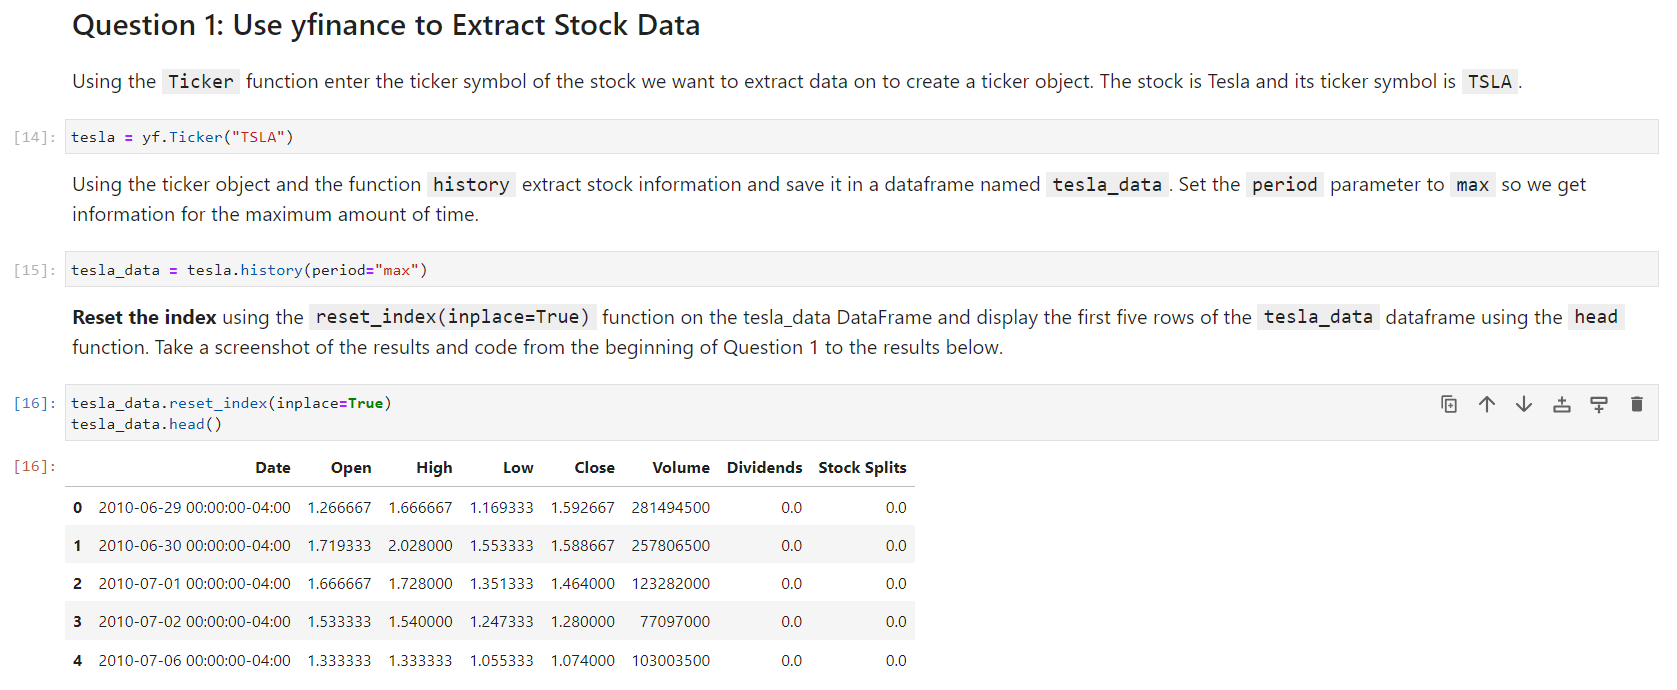 Question 1: Use yfinance to Extract Stock Data
Using the Ticker function enter the ticker symbol of the stock we want to extract data on to create a ticker object. The stock is Tesla and its ticker symbol is TSLA.
[14]: tesla = yf.Ticker("TSLA")
Using the ticker object and the function history extract stock information and save it in a dataframe named tesla_data. Set the period parameter to max so we get
information for the maximum amount of time.
[15]: tesla_data = tesla.history(period="max")
Reset the index using the reset_index(inplace=True) function on the tesla_data DataFrame and display the first five rows of the tesla_data dataframe using the head
function. Take a screenshot of the results and code from the beginning of Question 1 to the results below.
[16]: tesla_data.reset_index(inplace=True)
tesla_data.head()
[16]: Date Open High Low Close Volume Dividends Stock Splits
0 2010-06-29 00:00:00-04:00 1.266667 1.666667 1.169333 1.592667 281494500 0.0 0.0
1 2010-06-30 00:00:00-04:00 1.719333 2.028000 1.553333 1.588667 257806500 0.0 0.0
2 2010-07-01 00:00:00-04:00 1.666667 1.728000 1.351333 1.464000 123282000 0.0 0.0
3 2010-07-02 00:00:00-04:00 1.533333 1.540000 1.247333 1.280000 77097000 0.0 0.0
4 2010-07-06 00:00:00-04:00 1.333333 1.333333 1.055333 1.074000 103003500 0.0 0.0